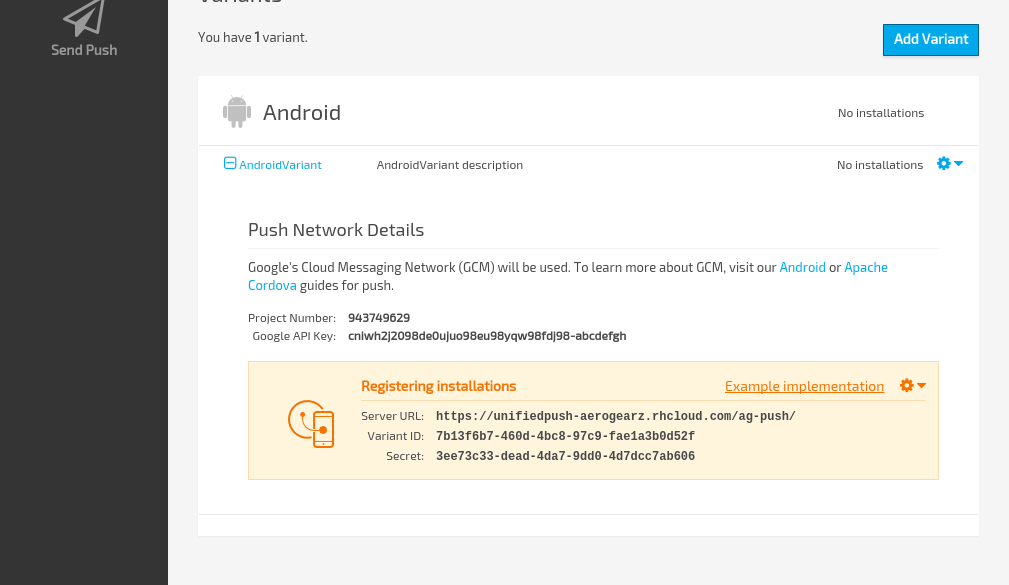 Variants
Send Push
You have 1 variant.
Add Variant
Android
No installations
AndroidVariant
AndroidVariant description
No installations
Push Network Details
Google's Cloud Messaging Network (GCM) will be used. To learn more about GCM, visit our Android or Apache
Cordova guides for push.
Project Number: 943749629
Google API Key: cniwh2j2098de0ujuo98eu98yqw98fdj98-abcdefgh
Registering installations
Example implementation
Server URL: https://unifiedpush-aerogearz.rhcloud.com/ag-push/
Variant ID: 7b13f6b7-460d-4bc8-97c9-fae1a3b0d52f
Secret: 3ee73c33-dead-4da7-9dd0-4d7dcc7ab606